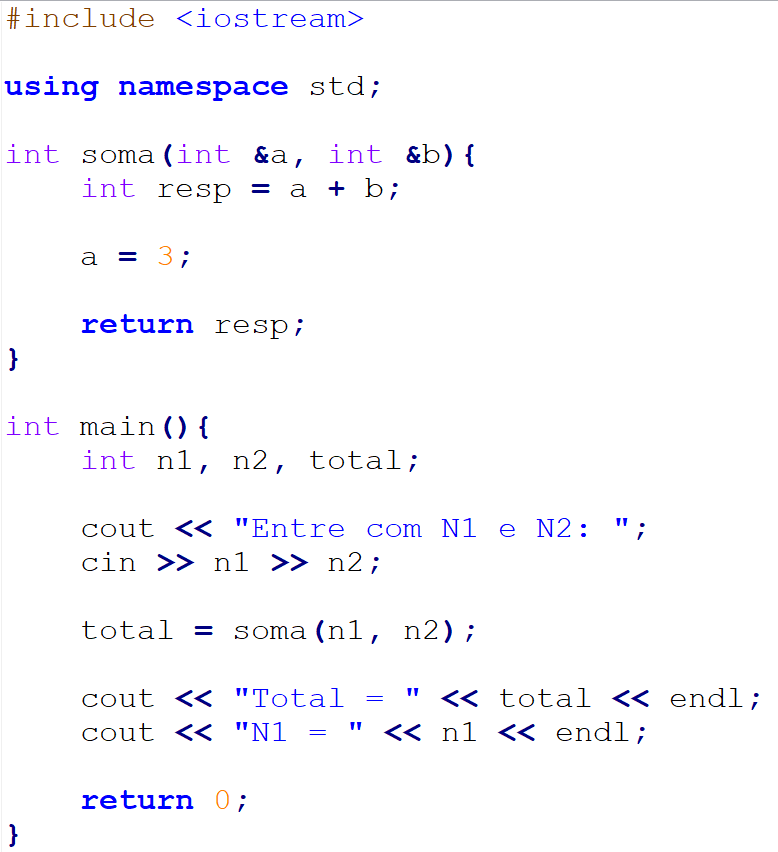 #include <iostream>
using namespace std;
int soma(int &a, int &b){
    int resp = a + b;
    a = 3;
    return resp;
}
int main(){
    int n1, n2, total;
    cout << "Entre com N1 e N2: ";
    cin >> n1 >> n2;
    total = soma(n1, n2);
    cout << "Total = " << total << endl;
    cout << "N1 = " << n1 << endl;
    return 0;
}